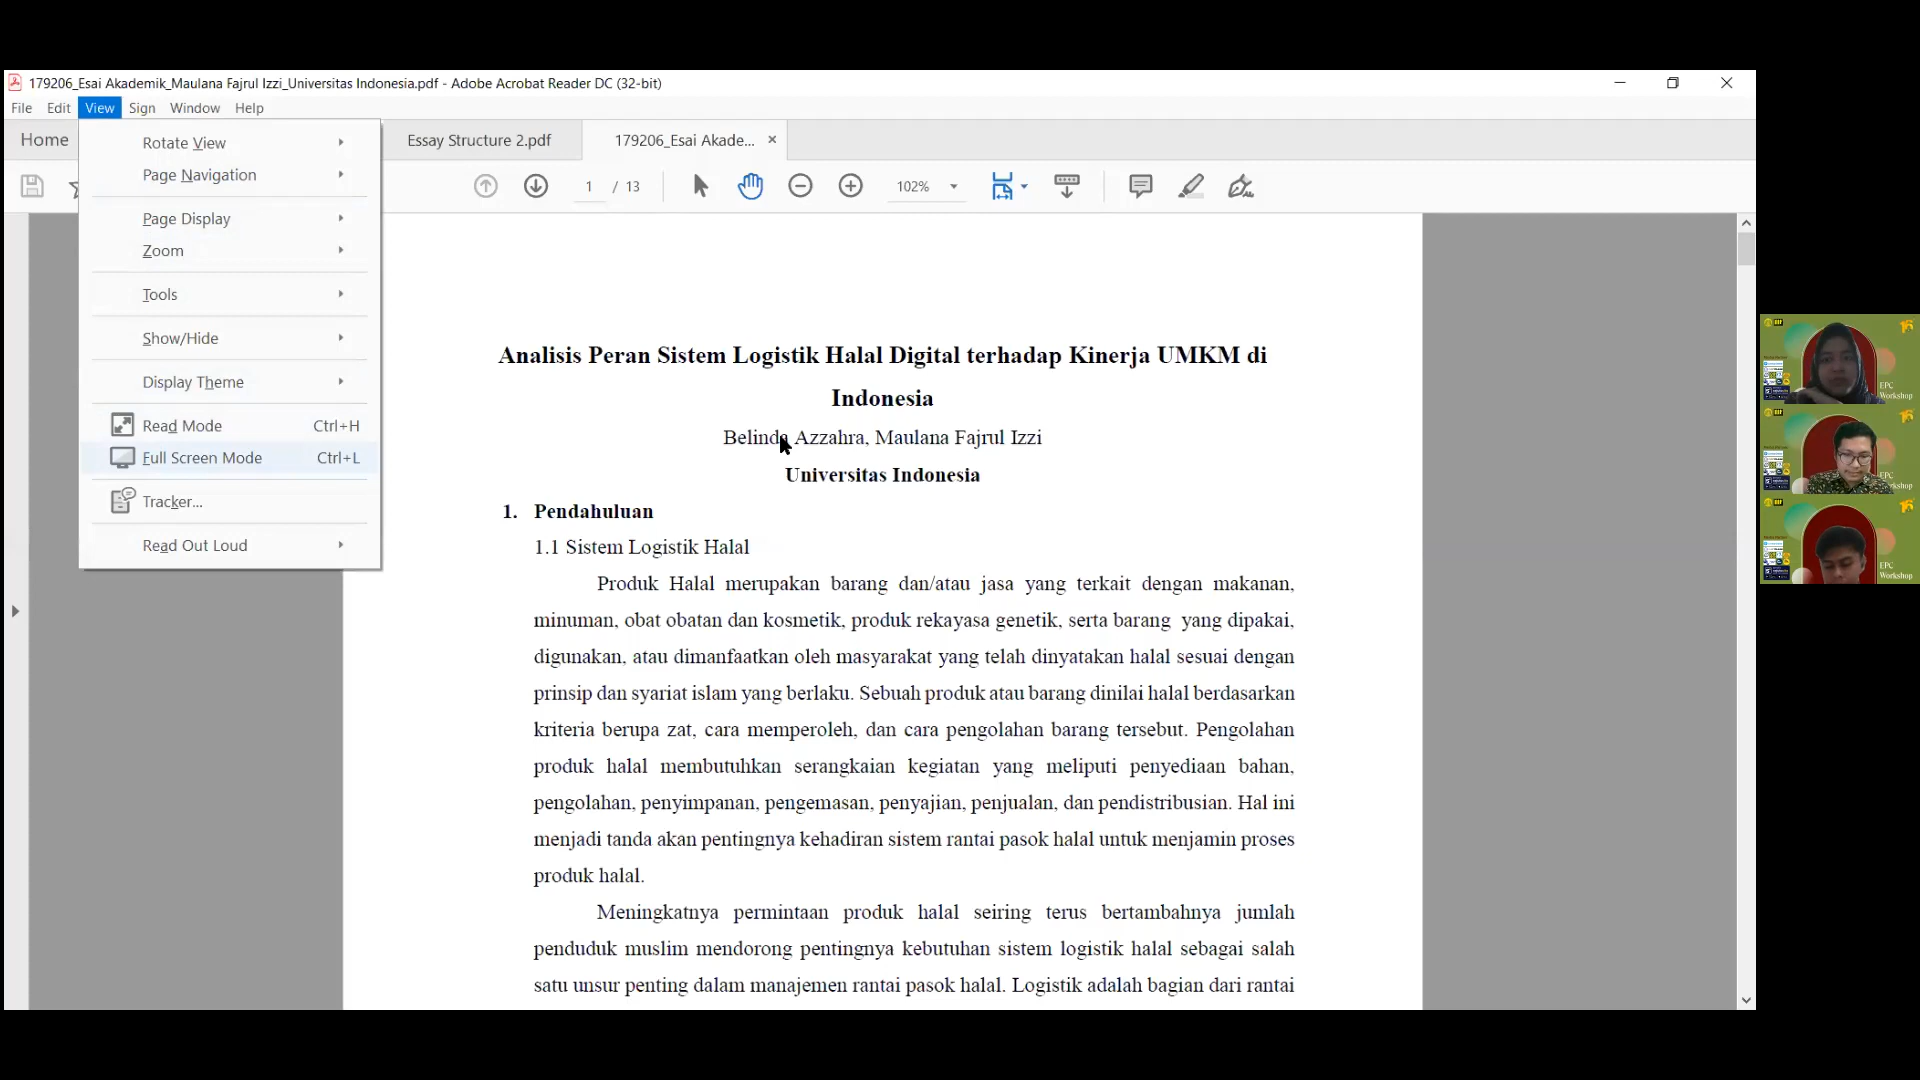 179206_Esai Akademik_Maulana Fajrul Izzi_Universitas Indonesia.pdf - Adobe Acrobat Reader DC (32-bit)
File Edit View Sign Window Help
Home Essay Structure 2.pdf 179206_Esai Akade...
1 / 13 102%
Rotate View
Page Navigation
Page Display
Zoom
Tools
Show/Hide
Display Theme
Read Mode Ctrl+H
Full Screen Mode Ctrl+L
Tracker...
Read Out Loud
Analisis Peran Sistem Logistik Halal Digital terhadap Kinerja UMKM di
Indonesia
Belinda Azzahra, Maulana Fajrul Izzi
Universitas Indonesia
1. Pendahuluan
1.1 Sistem Logistik Halal
Produk Halal merupakan barang dan/atau jasa yang terkait dengan makanan,
minuman, obat obatan dan kosmetik, produk rekayasa genetik, serta barang yang dipakai,
digunakan, atau dimanfaatkan oleh masyarakat yang telah dinyatakan halal sesuai dengan
prinsip dan syariat islam yang berlaku. Sebuah produk atau barang dinilai halal berdasarkan
kriteria berupa zat, cara memperoleh, dan cara pengolahan barang tersebut. Pengolahan
produk halal membutuhkan serangkaian kegiatan yang meliputi penyediaan bahan,
pengolahan, penyimpanan, pengemasan, penyajian, penjualan, dan pendistribusian. Hal ini
menjadi tanda akan pentingnya kehadiran sistem rantai pasok halal untuk menjamin proses
produk halal.
Meningkatnya permintaan produk halal seiring terus bertambahnya jumlah
penduduk muslim mendorong pentingnya kebutuhan sistem logistik halal sebagai salah
satu unsur penting dalam manajemen rantai pasok halal. Logistik adalah bagian dari rantai
EPC
Workshop
EPC
Workshop
EPC
Workshop